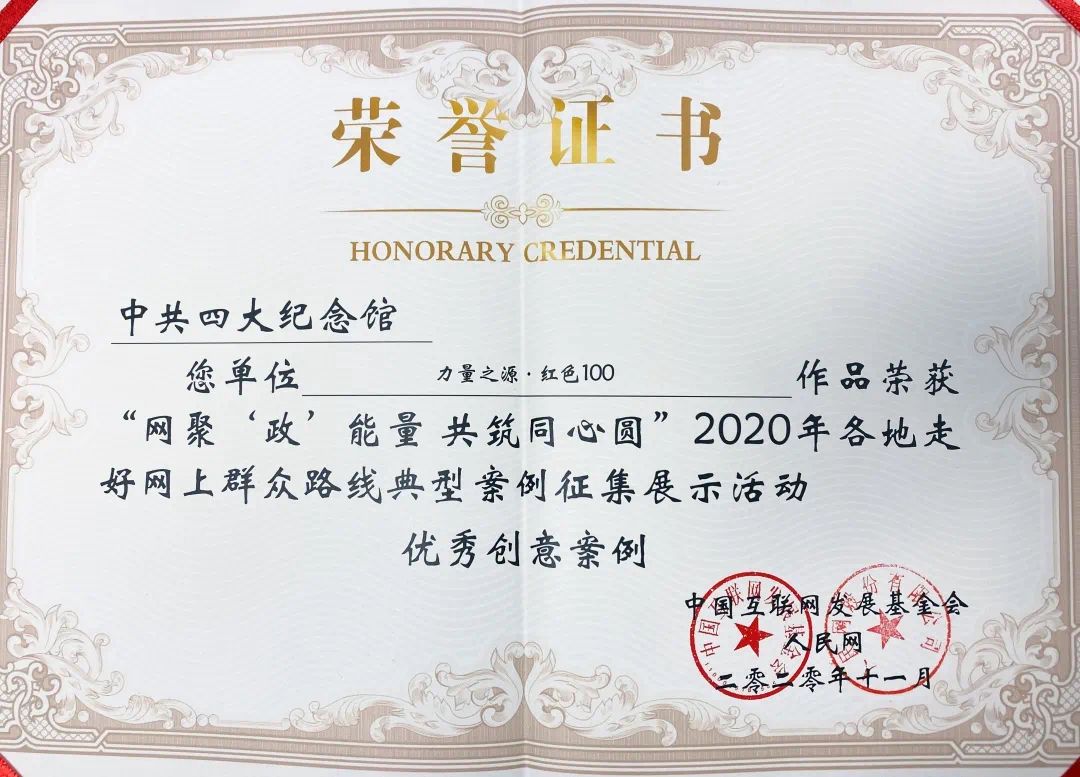 荣誉证书
HONORARY CREDENTIAL
中共四大纪念馆
您单位 力量之源·红色100 作品荣获
“网聚‘政’能量 共筑同心圆”2020年各地走
好网上群众路线典型案例征集展示活动
优秀创意案例
中国互联网发展基金会
人民网
二零二零年十一月